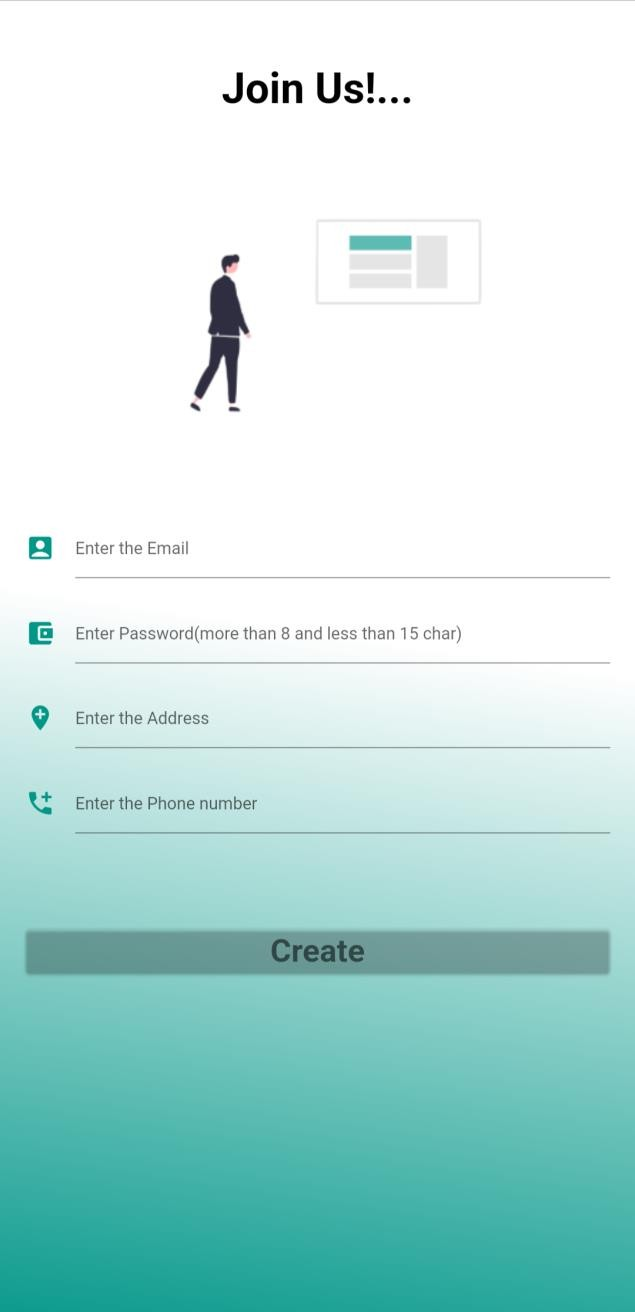 Join Us!...
Enter the Email
Enter Password(more than 8 and less than 15 char)
Enter the Address
Enter the Phone number
Create